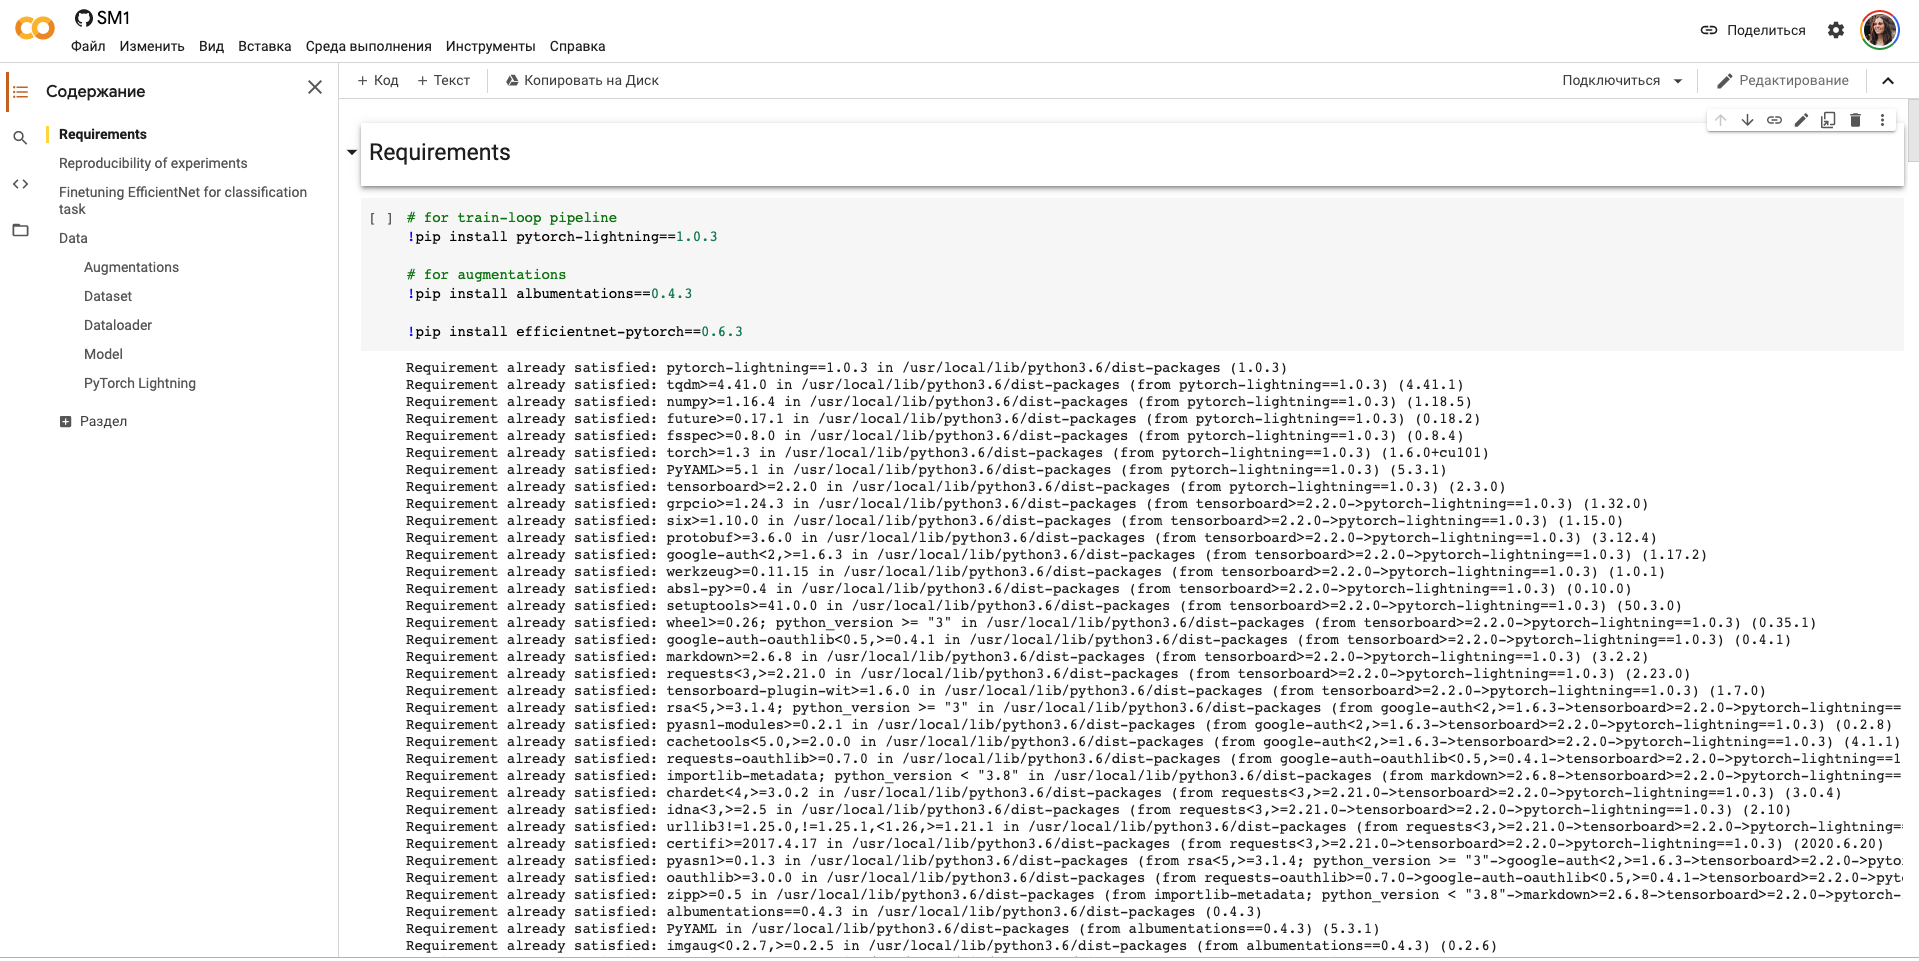 SM1
Файл Изменить Вид Вставка Среда выполнения Инструменты Справка
Поделиться
Содержание
Requirements
Reproducibility of experiments
Finetuning EfficientNet for classification
task
Data
Augmentations
Dataset
Dataloader
Model
PyTorch Lightning
Раздел
+ Код + Текст Копировать на Диск
Подключиться Редактирование
Requirements
[ ] # for train-loop pipeline
!pip install pytorch-lightning==1.0.3
# for augmentations
!pip install albumentations==0.4.3
!pip install efficientnet-pytorch==0.6.3
Requirement already satisfied: pytorch-lightning==1.0.3 in /usr/local/lib/python3.6/dist-packages (1.0.3)
Requirement already satisfied: tqdm>=4.41.0 in /usr/local/lib/python3.6/dist-packages (from pytorch-lightning==1.0.3) (4.41.1)
Requirement already satisfied: numpy>=1.16.4 in /usr/local/lib/python3.6/dist-packages (from pytorch-lightning==1.0.3) (1.18.5)
Requirement already satisfied: future>=0.17.1 in /usr/local/lib/python3.6/dist-packages (from pytorch-lightning==1.0.3) (0.18.2)
Requirement already satisfied: fsspec>=0.8.0 in /usr/local/lib/python3.6/dist-packages (from pytorch-lightning==1.0.3) (0.8.4)
Requirement already satisfied: torch>=1.3 in /usr/local/lib/python3.6/dist-packages (from pytorch-lightning==1.0.3) (1.6.0+cu101)
Requirement already satisfied: PyYAML>=5.1 in /usr/local/lib/python3.6/dist-packages (from pytorch-lightning==1.0.3) (5.3.1)
Requirement already satisfied: tensorboard>=2.2.0 in /usr/local/lib/python3.6/dist-packages (from pytorch-lightning==1.0.3) (2.3.0)
Requirement already satisfied: grpcio>=1.24.3 in /usr/local/lib/python3.6/dist-packages (from tensorboard>=2.2.0->pytorch-lightning==1.0.3) (1.32.0)
Requirement already satisfied: six>=1.10.0 in /usr/local/lib/python3.6/dist-packages (from tensorboard>=2.2.0->pytorch-lightning==1.0.3) (1.15.0)
Requirement already satisfied: protobuf>=3.6.0 in /usr/local/lib/python3.6/dist-packages (from tensorboard>=2.2.0->pytorch-lightning==1.0.3) (3.12.4)
Requirement already satisfied: google-auth<2,>=1.6.3 in /usr/local/lib/python3.6/dist-packages (from tensorboard>=2.2.0->pytorch-lightning==1.0.3) (1.17.2)
Requirement already satisfied: werkzeug>=0.11.15 in /usr/local/lib/python3.6/dist-packages (from tensorboard>=2.2.0->pytorch-lightning==1.0.3) (1.0.1)
Requirement already satisfied: absl-py>=0.4 in /usr/local/lib/python3.6/dist-packages (from tensorboard>=2.2.0->pytorch-lightning==1.0.3) (0.10.0)
Requirement already satisfied: setuptools>=41.0.0 in /usr/local/lib/python3.6/dist-packages (from tensorboard>=2.2.0->pytorch-lightning==1.0.3) (50.3.0)
Requirement already satisfied: wheel>=0.26; python_version >= "3" in /usr/local/lib/python3.6/dist-packages (from tensorboard>=2.2.0->pytorch-lightning==1.0.3) (0.35.1)
Requirement already satisfied: google-auth-oauthlib<0.5,>=0.4.1 in /usr/local/lib/python3.6/dist-packages (from tensorboard>=2.2.0->pytorch-lightning==1.0.3) (0.4.1)
Requirement already satisfied: markdown>=2.6.8 in /usr/local/lib/python3.6/dist-packages (from tensorboard>=2.2.0->pytorch-lightning==1.0.3) (3.2.2)
Requirement already satisfied: requests<3,>=2.21.0 in /usr/local/lib/python3.6/dist-packages (from tensorboard>=2.2.0->pytorch-lightning==1.0.3) (2.23.0)
Requirement already satisfied: tensorboard-plugin-wit>=1.6.0 in /usr/local/lib/python3.6/dist-packages (from tensorboard>=2.2.0->pytorch-lightning==1.0.3) (1.7.0)
Requirement already satisfied: rsa<5,>=3.1.4; python_version >= "3" in /usr/local/lib/python3.6/dist-packages (from google-auth<2,>=1.6.3->tensorboard>=2.2.0->pytorch-lightning==
Requirement already satisfied: pyasn1-modules>=0.2.1 in /usr/local/lib/python3.6/dist-packages (from google-auth<2,>=1.6.3->tensorboard>=2.2.0->pytorch-lightning==1.0.3) (0.2.8)
Requirement already satisfied: cachetools<5.0,>=2.0.0 in /usr/local/lib/python3.6/dist-packages (from google-auth<2,>=1.6.3->tensorboard>=2.2.0->pytorch-lightning==1.0.3) (4.1.1)
Requirement already satisfied: requests-oauthlib>=0.7.0 in /usr/local/lib/python3.6/dist-packages (from google-auth-oauthlib<0.5,>=0.4.1->tensorboard>=2.2.0->pytorch-lightning==1
Requirement already satisfied: importlib-metadata; python_version < "3.8" in /usr/local/lib/python3.6/dist-packages (from markdown>=2.6.8->tensorboard>=2.2.0->pytorch-lightning==
Requirement already satisfied: chardet<4,>=3.0.2 in /usr/local/lib/python3.6/dist-packages (from requests<3,>=2.21.0->tensorboard>=2.2.0->pytorch-lightning==1.0.3) (3.0.4)
Requirement already satisfied: idna<3,>=2.5 in /usr/local/lib/python3.6/dist-packages (from requests<3,>=2.21.0->tensorboard>=2.2.0->pytorch-lightning==1.0.3) (2.10)
Requirement already satisfied: urllib3!=1.25.0,!=1.25.1,<1.26,>=1.21.1 in /usr/local/lib/python3.6/dist-packages (from requests<3,>=2.21.0->tensorboard>=2.2.0->pytorch-lightning=
Requirement already satisfied: certifi>=2017.4.17 in /usr/local/lib/python3.6/dist-packages (from requests<3,>=2.21.0->tensorboard>=2.2.0->pytorch-lightning==1.0.3) (2020.6.20)
Requirement already satisfied: pyasn1>=0.1.3 in /usr/local/lib/python3.6/dist-packages (from rsa<5,>=3.1.4; python_version >= "3"->google-auth<2,>=1.6.3->tensorboard>=2.2.0->pyto
Requirement already satisfied: oauthlib>=3.0.0 in /usr/local/lib/python3.6/dist-packages (from requests-oauthlib>=0.7.0->google-auth-oauthlib<0.5,>=0.4.1->tensorboard>=2.2.0->pyt
Requirement already satisfied: zipp>=0.5 in /usr/local/lib/python3.6/dist-packages (from importlib-metadata; python_version < "3.8"->markdown>=2.6.8->tensorboard>=2.2.0->pytorch-
Requirement already satisfied: albumentations==0.4.3 in /usr/local/lib/python3.6/dist-packages (0.4.3)
Requirement already satisfied: PyYAML in /usr/local/lib/python3.6/dist-packages (from albumentations==0.4.3) (5.3.1)
Requirement already satisfied: imgaug<0.2.7,>=0.2.5 in /usr/local/lib/python3.6/dist-packages (from albumentations==0.4.3) (0.2.6)